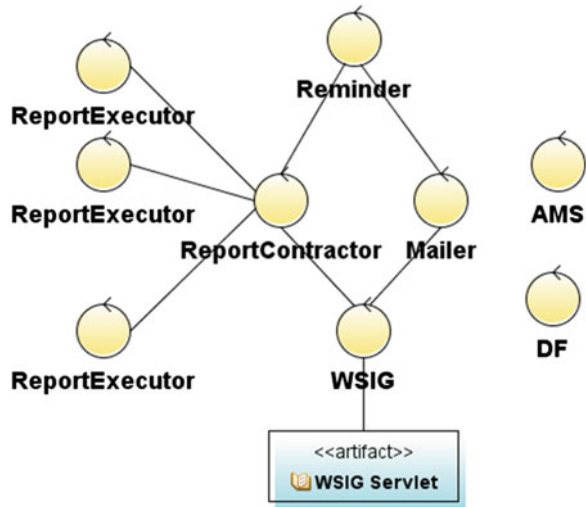 Reminder
ReportExecutor
ReportExecutor
ReportContractor
Mailer
AMS
ReportExecutor
WSIG
DF
<<artifact>>
WSIG Servlet